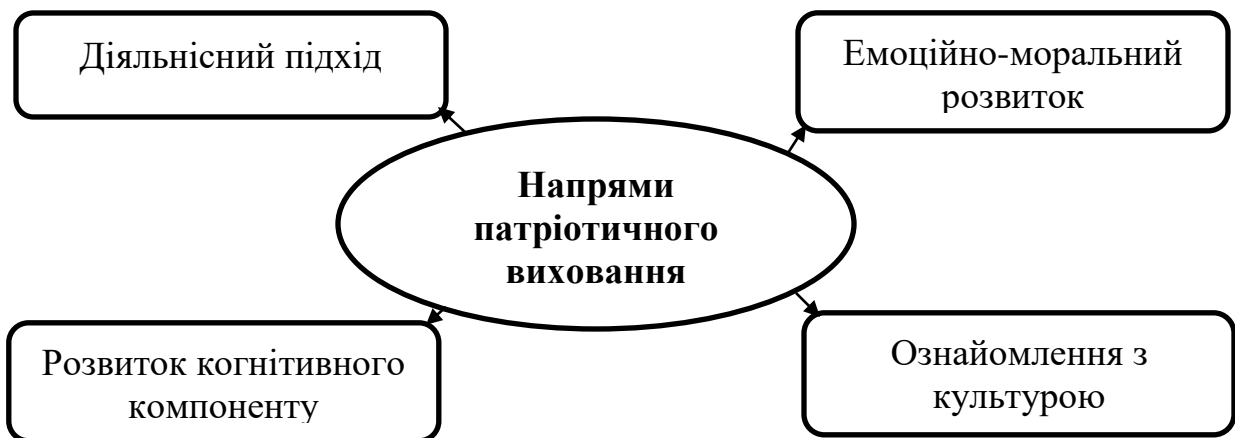 Діяльнісний підхід
Емоційно-моральний
розвиток
Напрями
патріотичного
виховання
Розвиток когнітивного
компоненту
Ознайомлення з
культурою